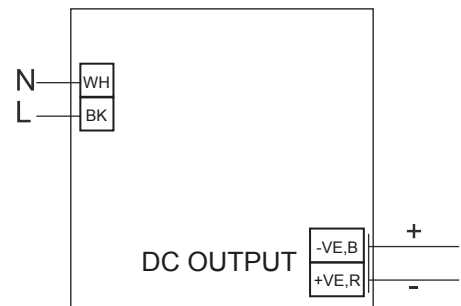 N WH
L BK
-VE,B +
DC OUTPUT +VE,R -